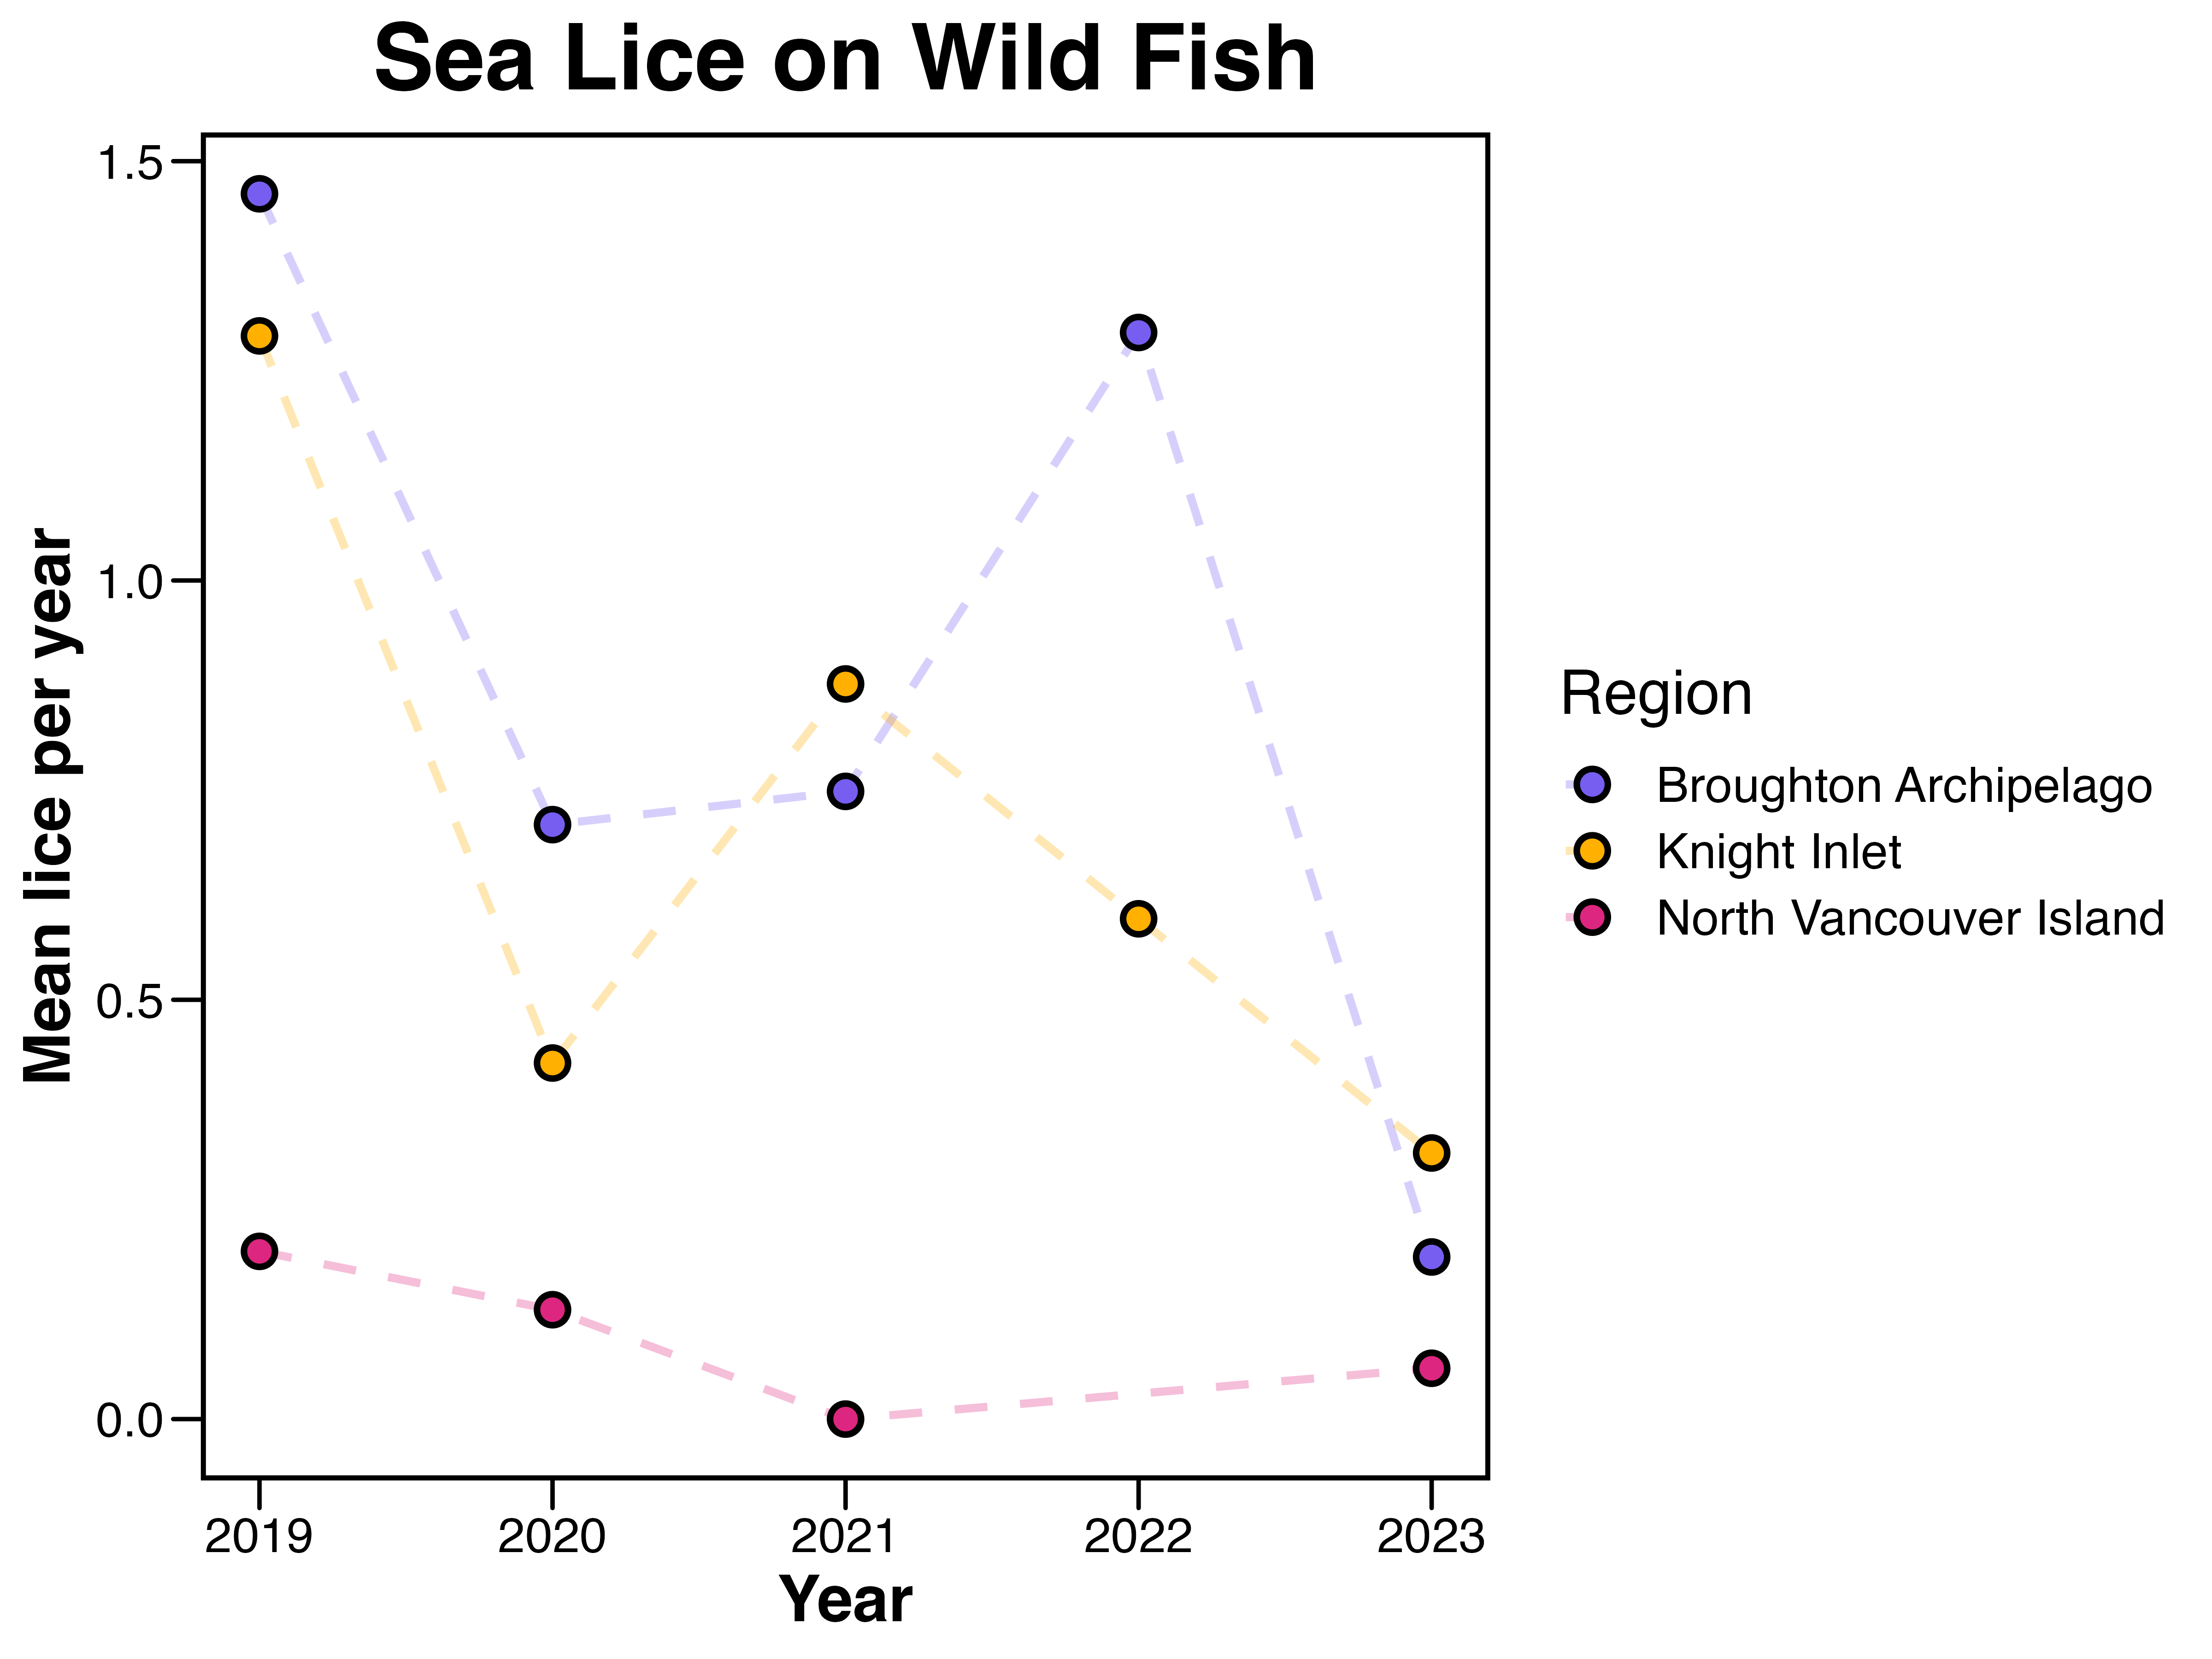 Sea Lice on Wild Fish
Mean lice per year
1.5
1.0
0.5
0.0
2019 2020 2021 2022 2023
Year
Region
Broughton Archipelago
Knight Inlet
North Vancouver Island